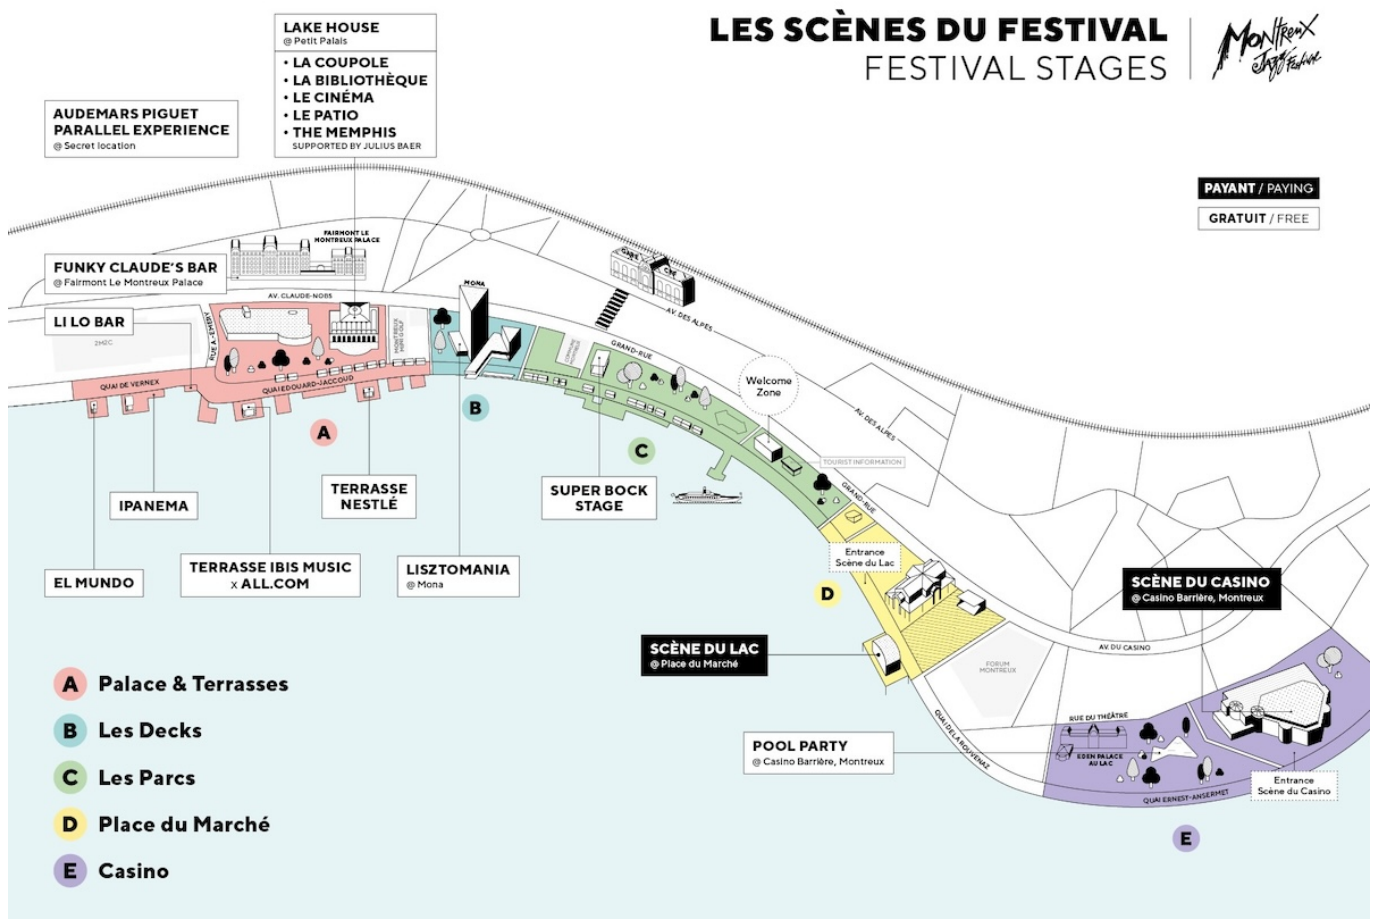 LES SCÈNES DU FESTIVAL
FESTIVAL STAGES
MONTREUX
Jazz Festival
LAKE HOUSE
@ Petit Palais
• LA COUPOLE
• LA BIBLIOTHÈQUE
• LE CINÉMA
• LE PATIO
• THE MEMPHIS
SUPPORTED BY JULIUS BAER
AUDEMARS PIGUET
PARALLEL EXPERIENCE
@ Secret location
PAYANT / PAYING
GRATUIT / FREE
FAIRMONT LE
MONTREUX PALACE
FUNKY CLAUDE'S BAR
@ Fairmont Le Montreux Palace
GARE
CFF
AV. CLAUDE-NOBS
MONA
LI LO BAR
2M2C
RUE A.-EMERY
MONTREUX
MINI GOLF
AV. DES ALPES
GRAND-RUE
QUAI DE VERNEX
QUAI EDOUARD-JACCOUD
Welcome
Zone
AV. DES ALPES
A
B
C
TOURIST INFORMATION
GRAND-RUE
IPANEMA
TERRASSE
NESTLÉ
SUPER BOCK
STAGE
EL MUNDO
TERRASSE IBIS MUSIC
x ALL.COM
LISZTOMANIA
@ Mona
Entrance
Scène du Lac
D
SCÈNE DU CASINO
@ Casino Barrière, Montreux
SCÈNE DU LAC
@ Place du Marché
AV. DU CASINO
FORUM
MONTREUX
QUAI DE LA ROUVENAZ
RUE DU THÉÂTRE
EDEN PALACE
AU LAC
POOL PARTY
@ Casino Barrière, Montreux
Entrance
Scène du Casino
QUAI ERNEST-ANSERMET
E
A Palace & Terrasses
B Les Decks
C Les Parcs
D Place du Marché
E Casino